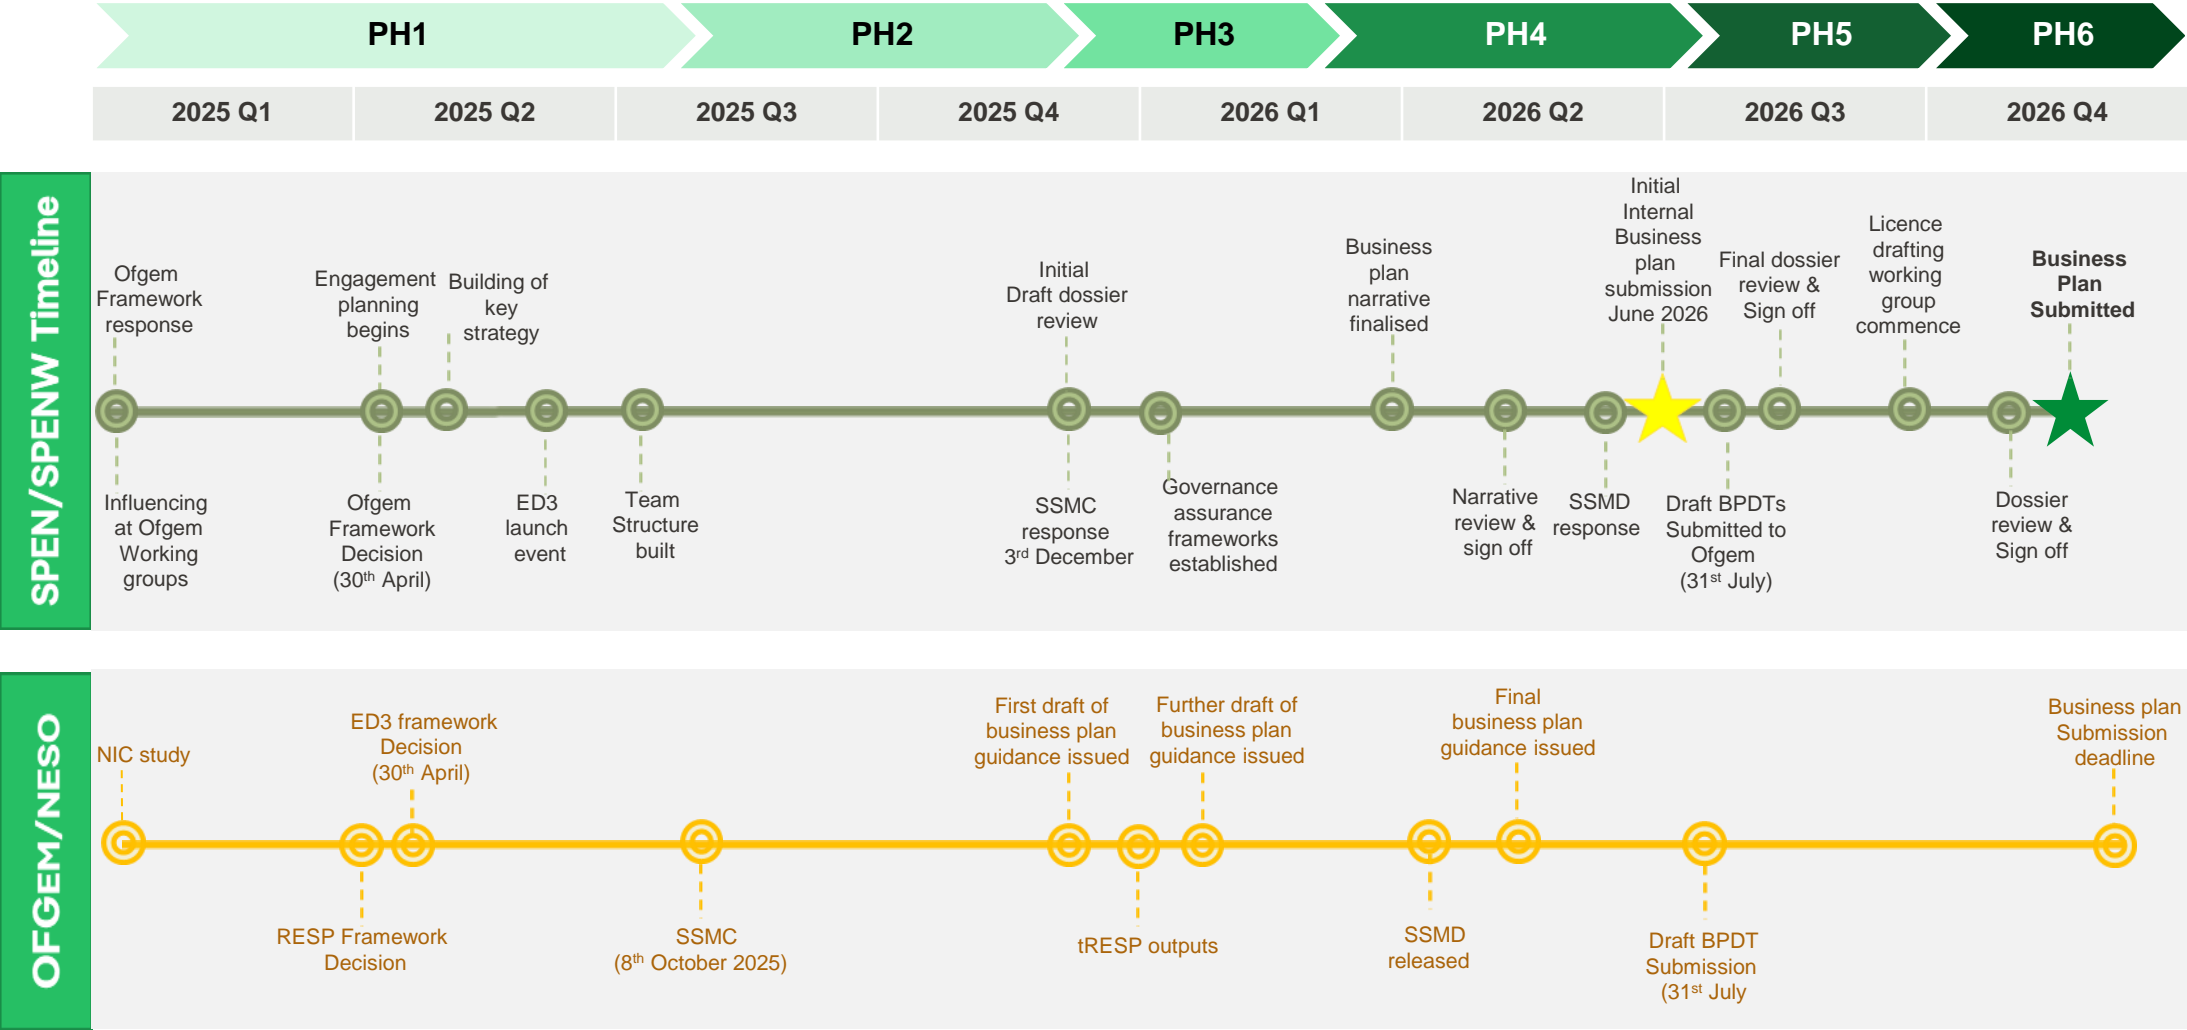 PH1
PH2
PH3
PH4
PH5
PH6
2025 Q1
2025 Q2
2025 Q3
2025 Q4
2026 Q1
2026 Q2
2026 Q3
2026 Q4
SPEN/SPENW Timeline
Ofgem
Framework
response
Engagement
planning
begins
Building of
key
strategy
Initial
Draft dossier
review
Business
plan
narrative
finalised
Initial
Internal
Business
plan
submission
June 2026
Final dossier
review &
Sign off
Licence
drafting
working
group
commence
Business
Plan
Submitted
Influencing
at Ofgem
Working
groups
Ofgem
Framework
Decision
(30th April)
ED3
launch
event
Team
Structure
built
SSMC
response
3rd December
Governance
assurance
frameworks
established
Narrative
review &
sign off
SSMD
response
Draft BPDTs
Submitted to
Ofgem
(31st July)
Dossier
review &
Sign off
OFGEM/NESO
NIC study
ED3 framework
Decision
(30th April)
First draft of
business plan
guidance issued
Further draft of
business plan
guidance issued
Final
business plan
guidance issued
Business plan
Submission
deadline
RESP Framework
Decision
SSMC
(8th October 2025)
tRESP outputs
SSMD
released
Draft BPDT
Submission
(31st July